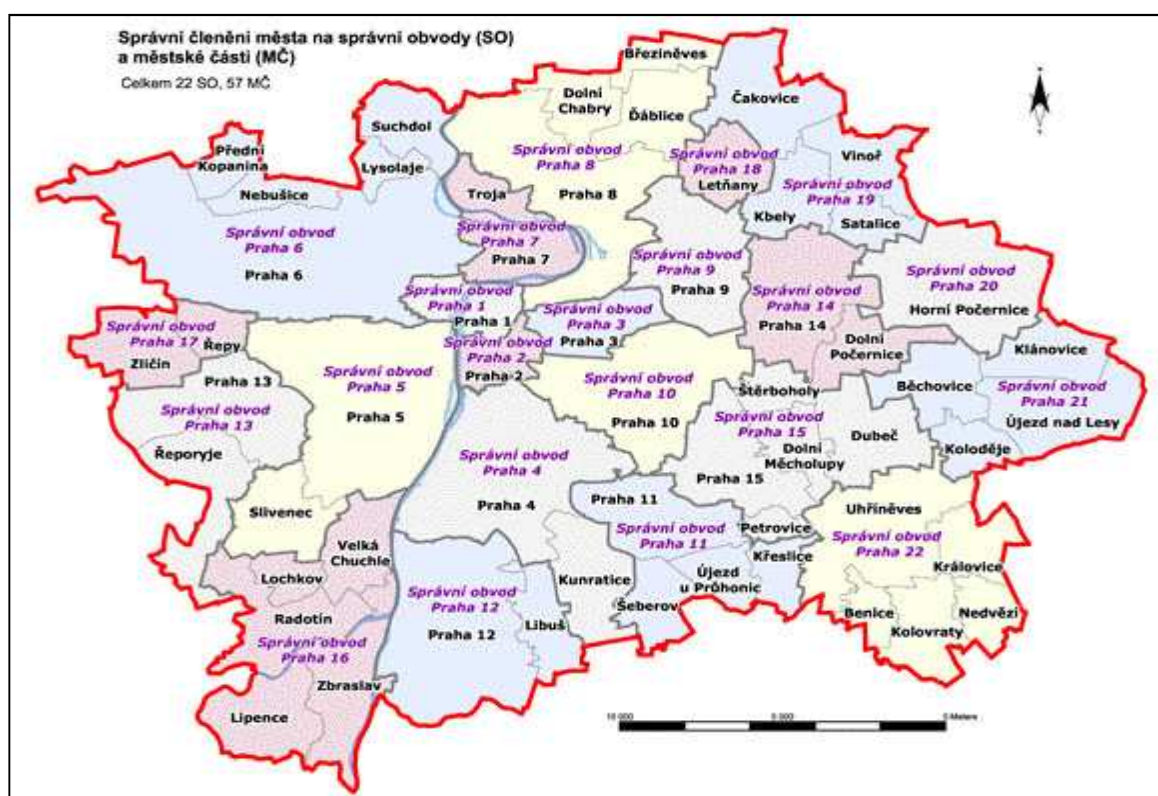 Správní členění města na správní obvody (SO)
a městské části (MČ)
Celkem 22 SO, 57 MČ
Březiněves
Dolní
Chabry
Ďáblice
Čakovice
Suchdol
Lysolaje
Přední
Kopanina
Nebušice
Správní obvod
Praha 8
Praha 8
Správní obvod
Praha 18
Letňany
Vinoř
Správní obvod
Praha 19
Kbely
Satalice
Troja
Správní obvod
Praha 7
Praha 7
Správní obvod
Praha 6
Praha 6
Správní obvod
Praha 9
Praha 9
Správní obvod
Praha 20
Horní Počernice
Správní obvod
Praha 1
Praha 1
Správní obvod
Praha 3
Praha 3
Správní obvod
Praha 14
Praha 14
Dolní
Počernice
Správní obvod
Praha 17
Řepy
Zličín
Správní obvod
Praha 2
Praha 2
Klánovice
Běchovice
Správní obvod
Praha 21
Újezd nad Lesy
Koloděje
Praha 13
Správní obvod
Praha 13
Řeporyje
Správní obvod
Praha 5
Praha 5
Správní obvod
Praha 10
Praha 10
Štěrboholy
Správní obvod
Praha 15
Dubeč
Dolní
Měcholupy
Praha 15
Správní obvod
Praha 4
Praha 4
Slivenec
Praha 11
Správní obvod
Praha 11
Petrovice
Křeslice
Újezd
u Průhonic
Šeberov
Kunratice
Uhříněves
Správní obvod
Praha 22
Královice
Benice
Nedvězí
Kolovraty
Velká
Chuchle
Lochkov
Radotín
Správní obvod
Praha 16
Zbraslav
Lipence
Správní obvod
Praha 12
Praha 12
Libuš
10 000
5 000
0 Meters